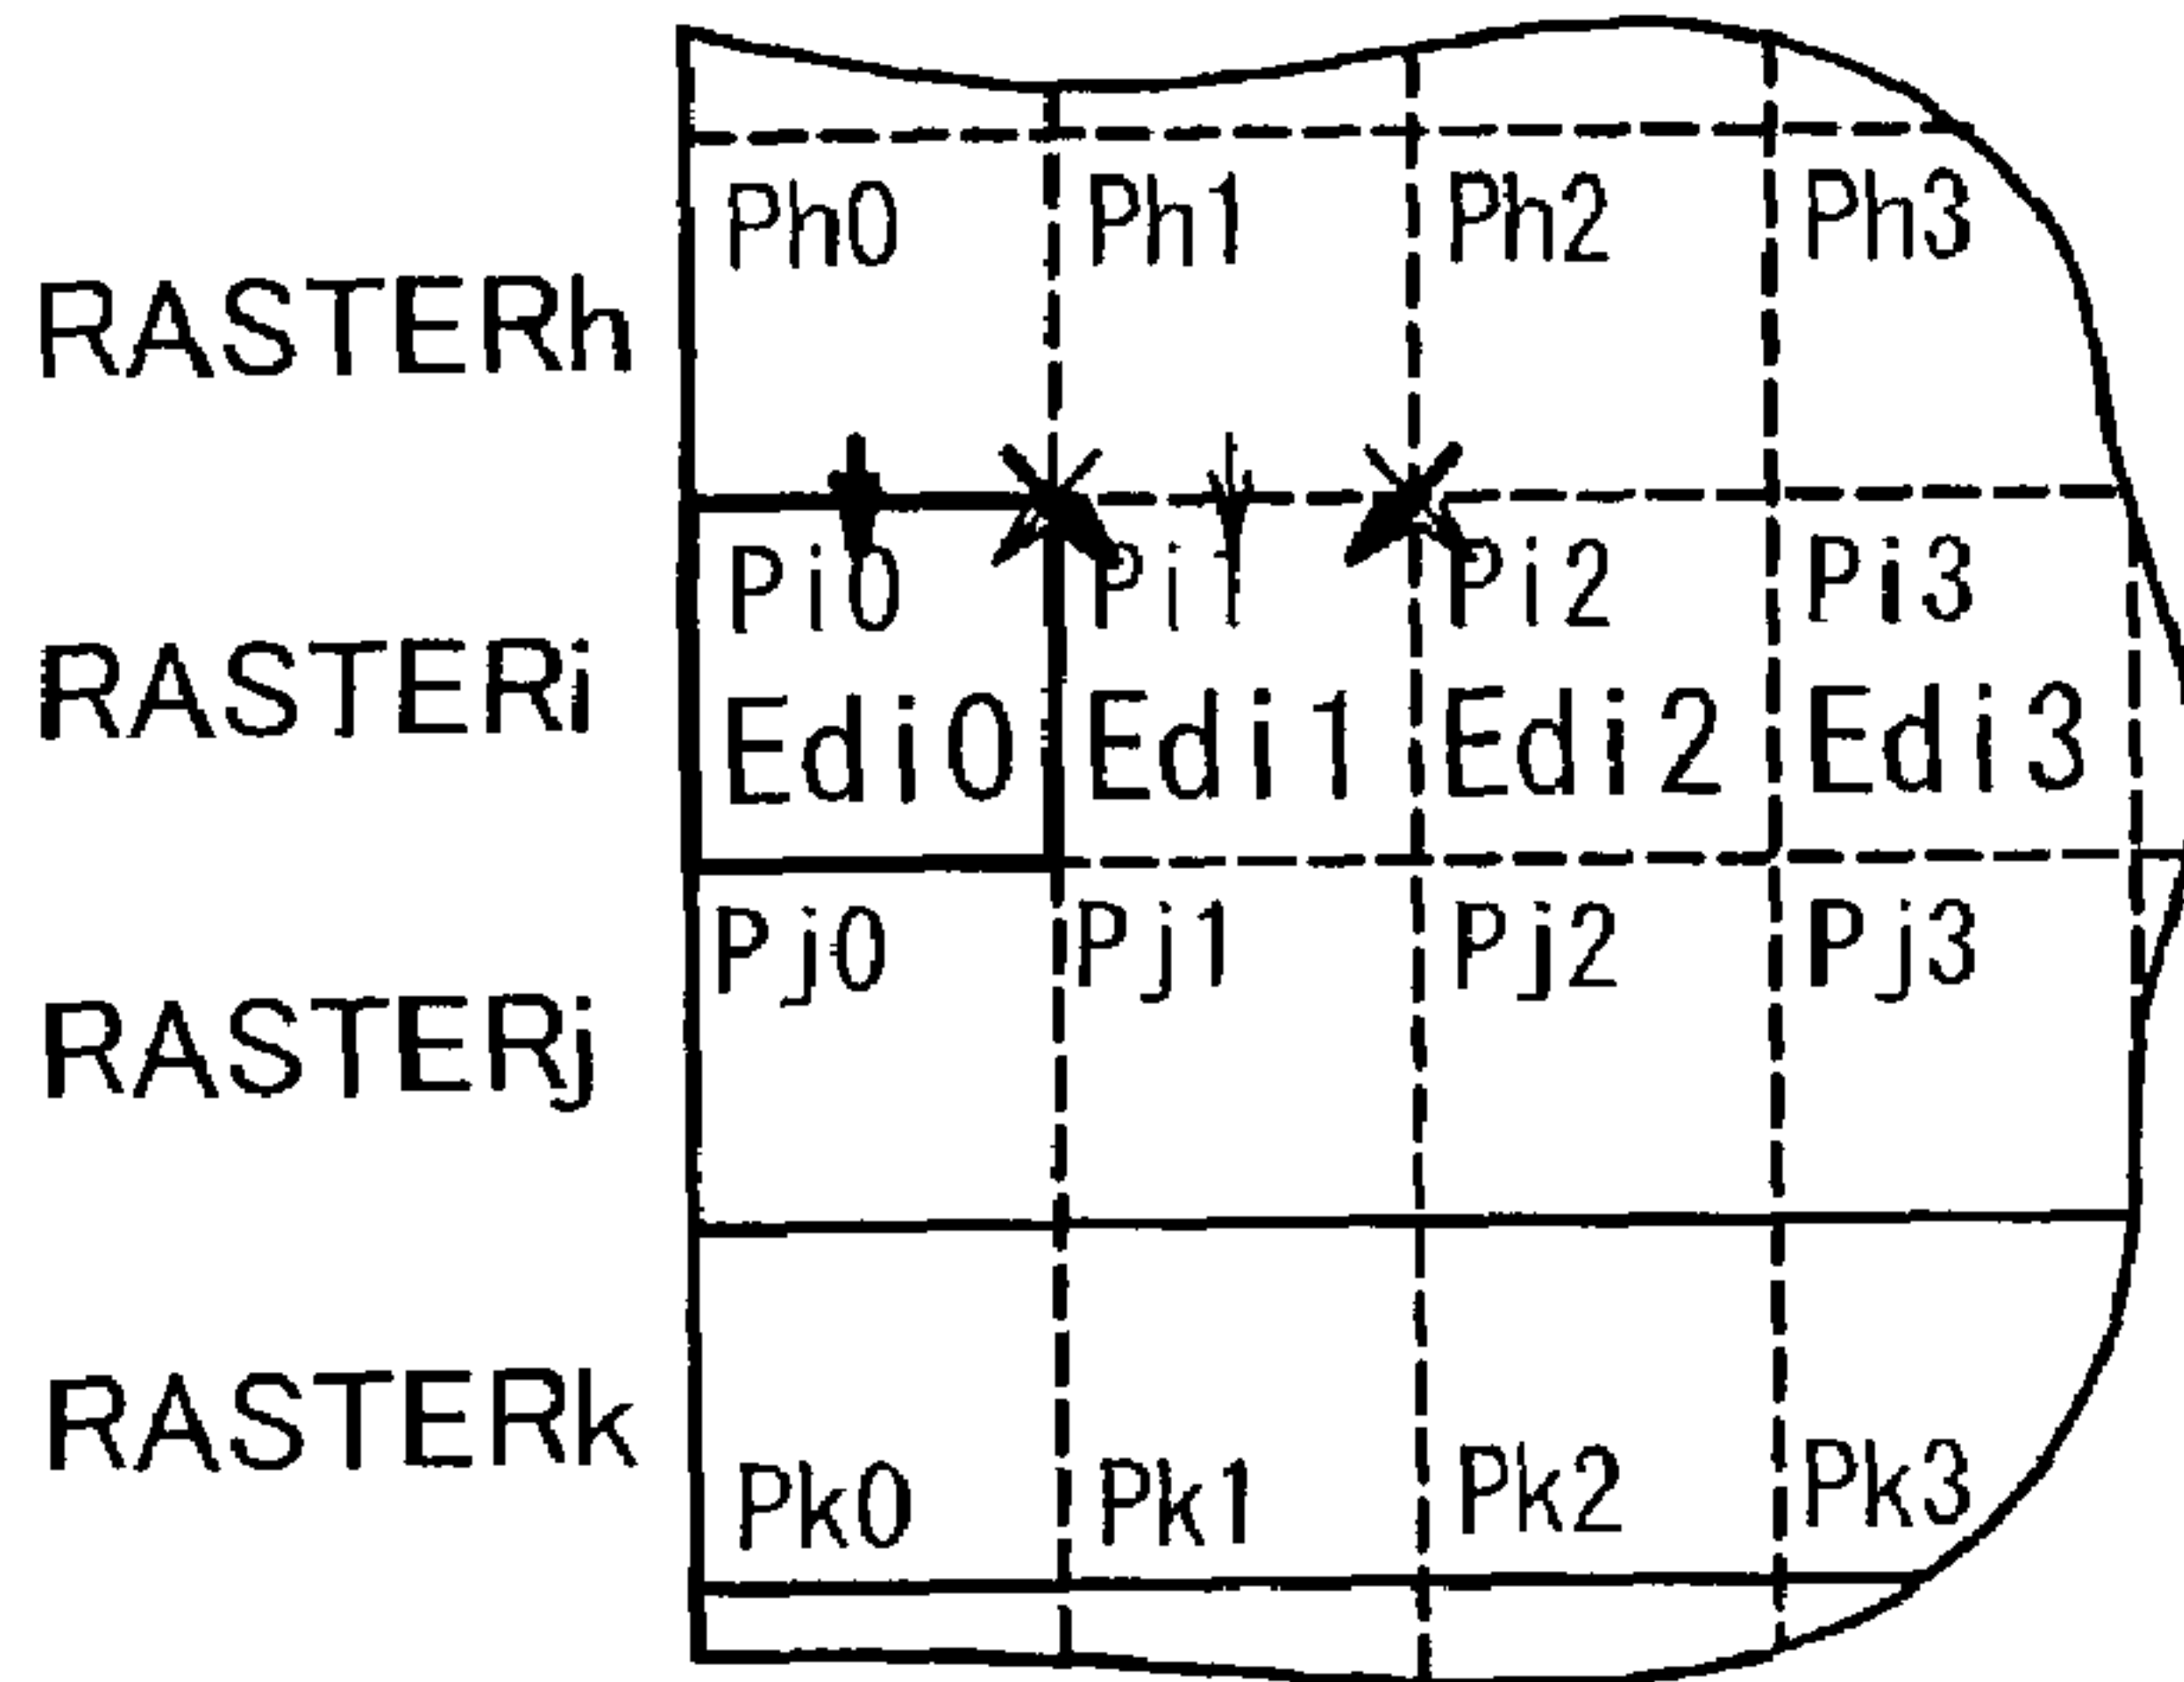 Ph0 Ph1 Ph2 Ph3
RASTERh
Pi0 Pi1 Pi2 Pi3
RASTERi Edi0 Edi1 Edi2 Edi3
Pj0 Pj1 Pj2 Pj3
RASTERj
RASTERk
Pk0 Pk1 Pk2 Pk3